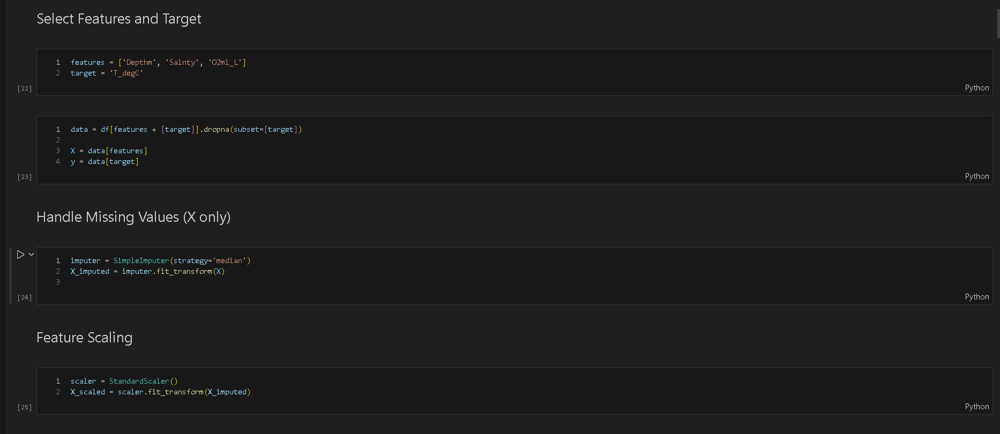 Select Features and Target
1 features = ['Depthm', 'Salnty', 'O2ml_L']
2 target = 'T_degC'
[22]
Python
1 data = df[features + [target]].dropna(subset=[target])
2
3 X = data[features]
4 y = data[target]
[23]
Python
Handle Missing Values (X only)
1 imputer = SimpleImputer(strategy='median')
2 X_imputed = imputer.fit_transform(X)
3
[24]
Python
Feature Scaling
1 scaler = StandardScaler()
2 X_scaled = scaler.fit_transform(X_imputed)
[25]
Python